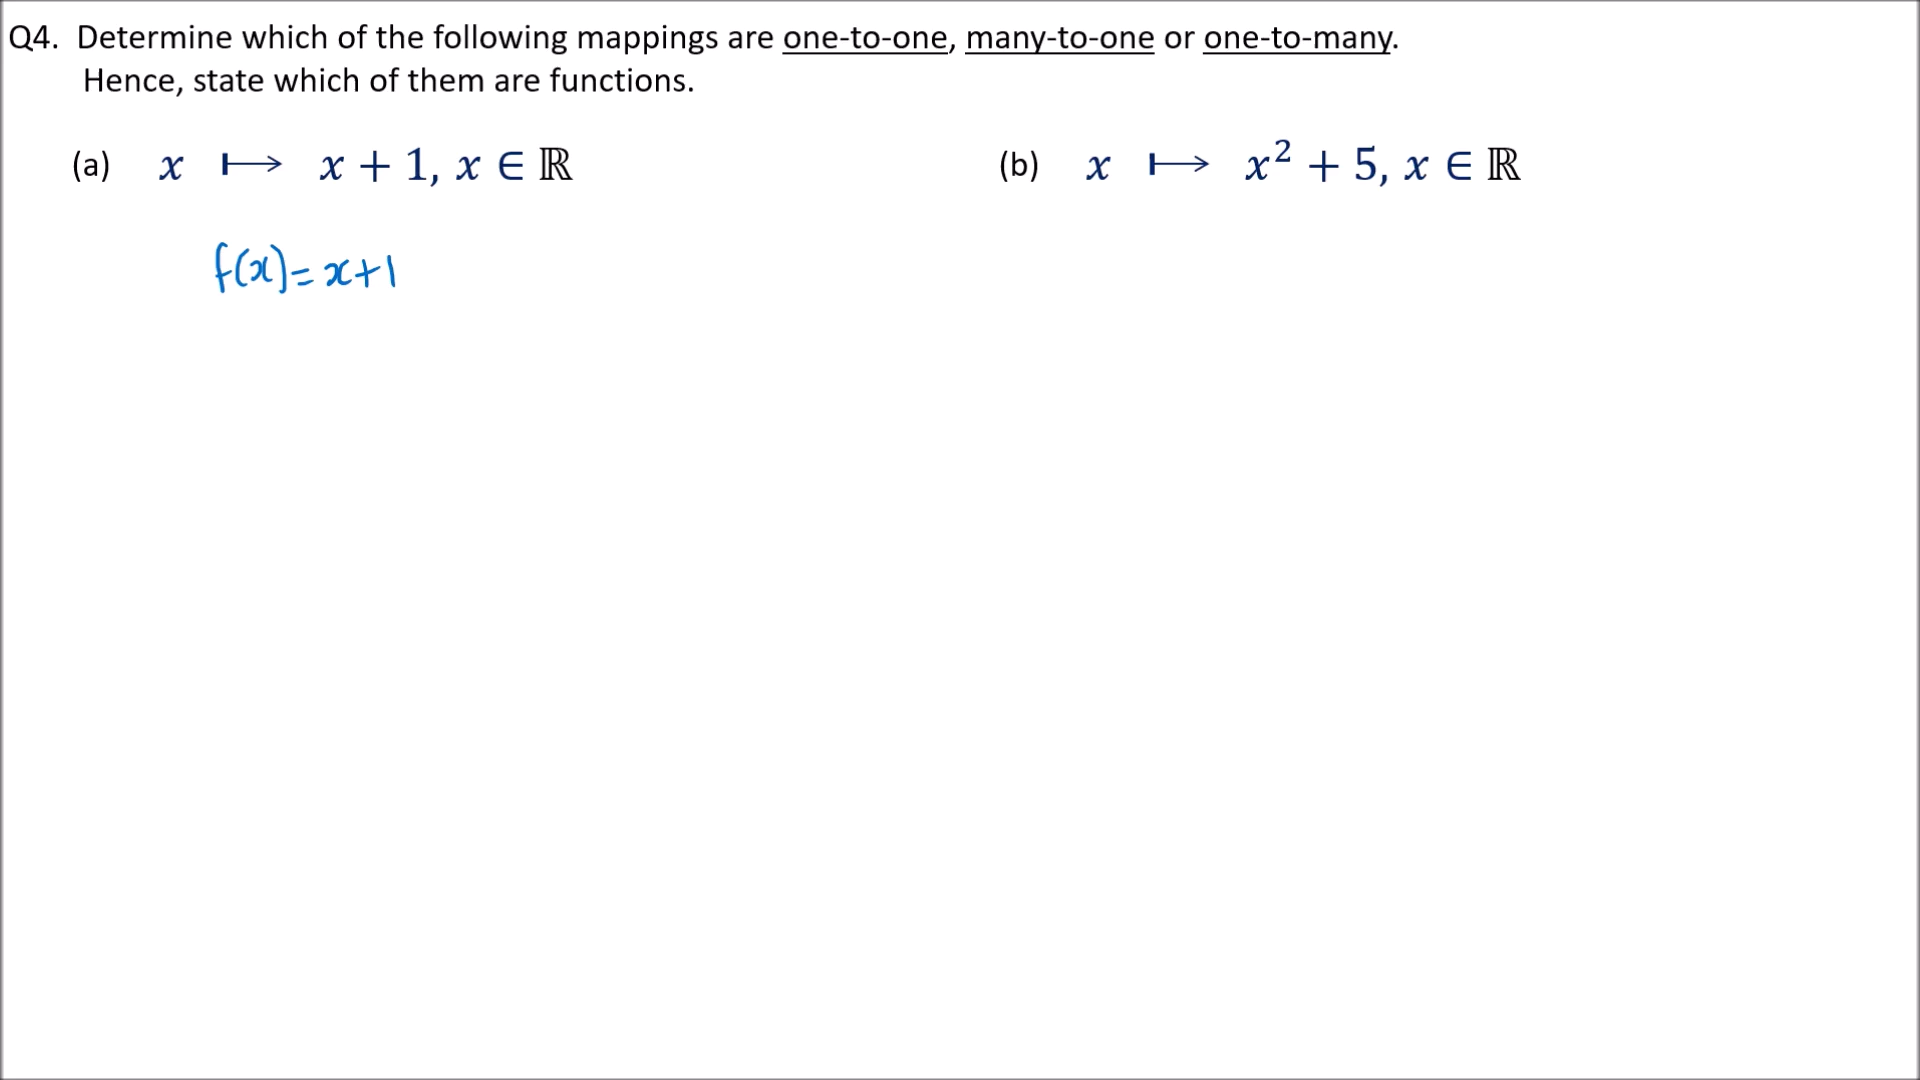 Q4. Determine which of the following mappings are one-to-one, many-to-one or one-to-many.
Hence, state which of them are functions.
(a) x ⟼ x + 1, x ∈ ℝ
(b) x ⟼ x² + 5, x ∈ ℝ
f(x)= x+1